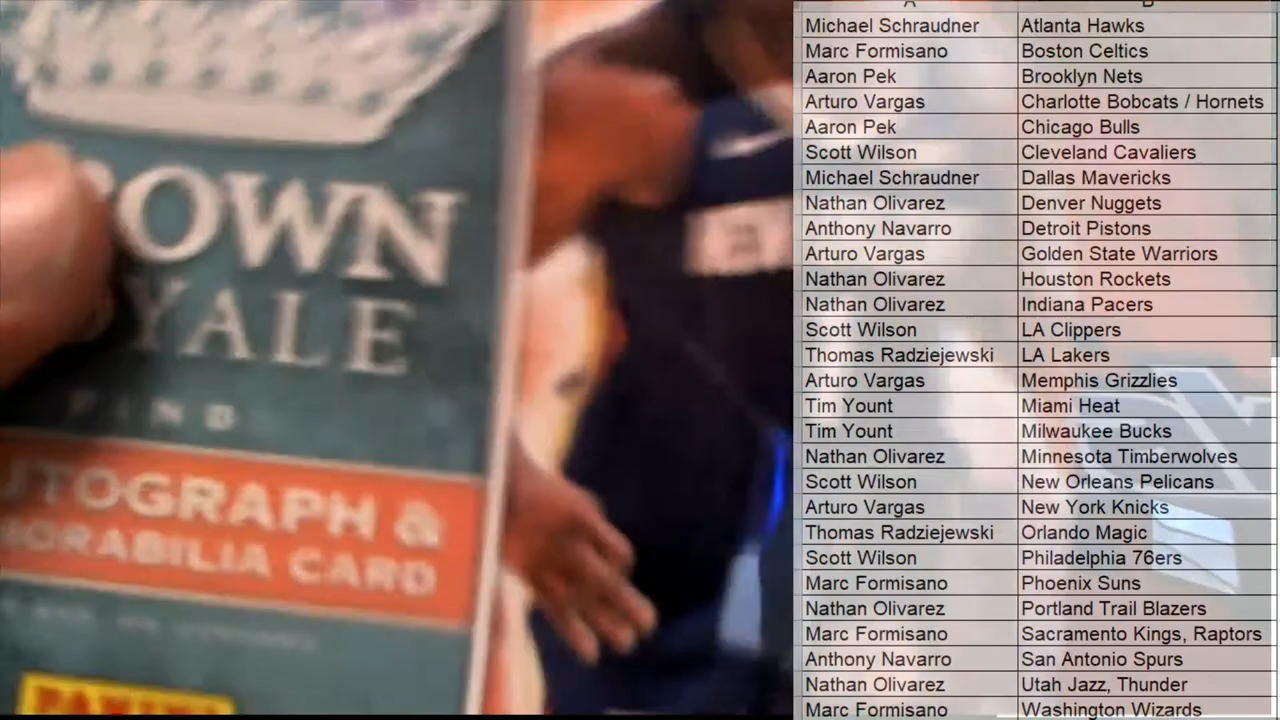 OWN
YALE
FIND
UTOGRAPH &
MORABILIA CARD
PANINI
Michael Schraudner Atlanta Hawks
Marc Formisano Boston Celtics
Aaron Pek Brooklyn Nets
Arturo Vargas Charlotte Bobcats / Hornets
Aaron Pek Chicago Bulls
Scott Wilson Cleveland Cavaliers
Michael Schraudner Dallas Mavericks
Nathan Olivarez Denver Nuggets
Anthony Navarro Detroit Pistons
Arturo Vargas Golden State Warriors
Nathan Olivarez Houston Rockets
Nathan Olivarez Indiana Pacers
Scott Wilson LA Clippers
Thomas Radziejewski LA Lakers
Arturo Vargas Memphis Grizzlies
Tim Yount Miami Heat
Tim Yount Milwaukee Bucks
Nathan Olivarez Minnesota Timberwolves
Scott Wilson New Orleans Pelicans
Arturo Vargas New York Knicks
Thomas Radziejewski Orlando Magic
Scott Wilson Philadelphia 76ers
Marc Formisano Phoenix Suns
Nathan Olivarez Portland Trail Blazers
Marc Formisano Sacramento Kings, Raptors
Anthony Navarro San Antonio Spurs
Nathan Olivarez Utah Jazz, Thunder
Marc Formisano Washington Wizards